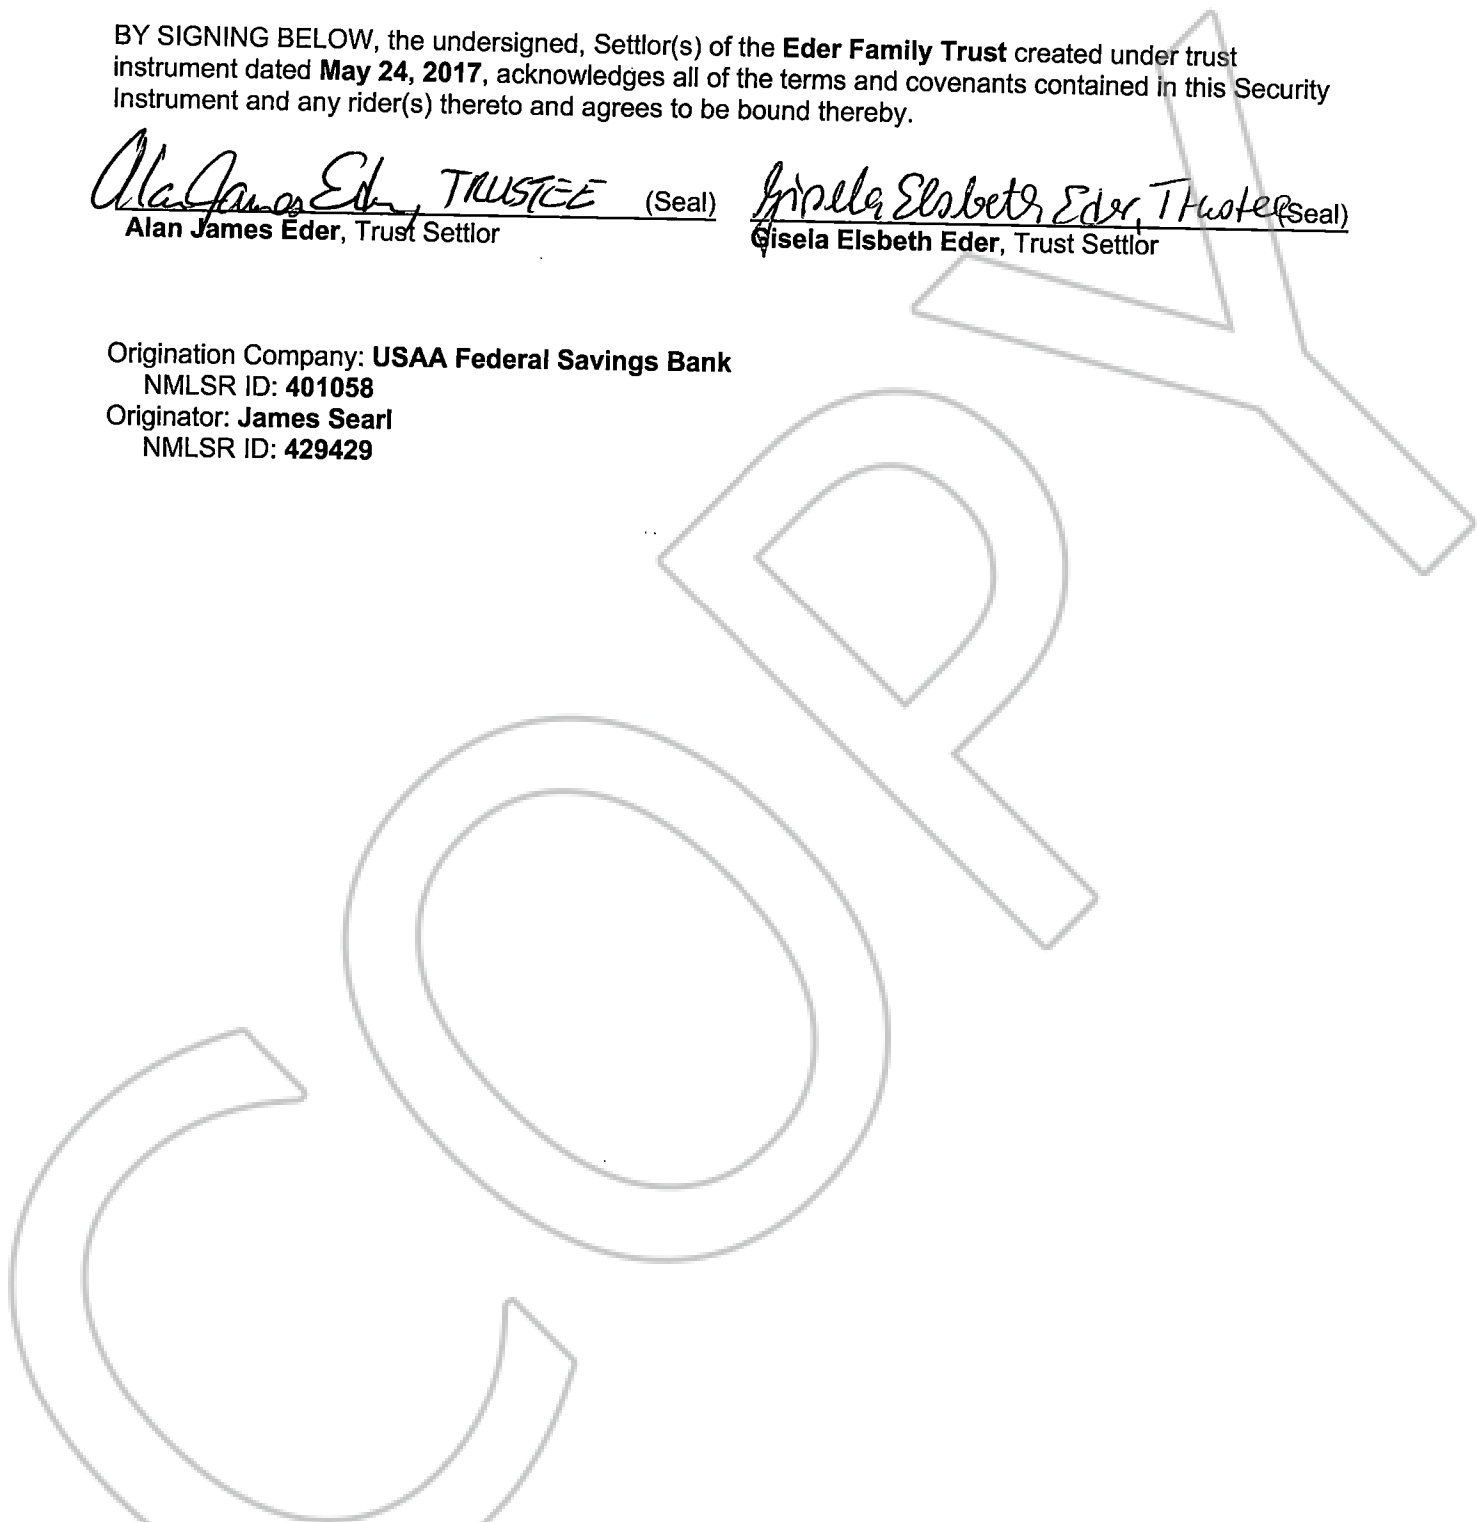 BY SIGNING BELOW, the undersigned, Settlor(s) of the Eder Family Trust created under trust
instrument dated May 24, 2017, acknowledges all of the terms and covenants contained in this Security
Instrument and any rider(s) thereto and agrees to be bound thereby.
Alan James Eder, TRUSTEE (Seal) Gisela Elsbeth Eder, Trustee (Seal)
Alan James Eder, Trust Settlor Gisela Elsbeth Eder, Trust Settlor
Origination Company: USAA Federal Savings Bank
NMLSR ID: 401058
Originator: James Searl
NMLSR ID: 429429
COPY